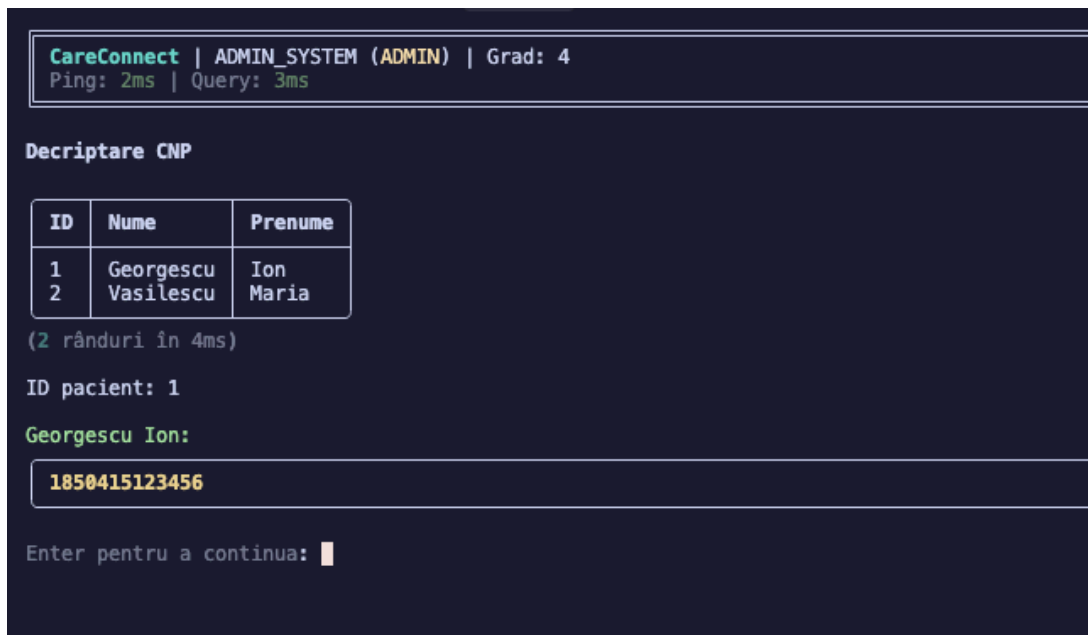 CareConnect | ADMIN_SYSTEM (ADMIN) | Grad: 4
Ping: 2ms | Query: 3ms
Decriptare CNP
ID Nume Prenume
1 Georgescu Ion
2 Vasilescu Maria
(2 rânduri în 4ms)
ID pacient: 1
Georgescu Ion:
1850415123456
Enter pentru a continua: